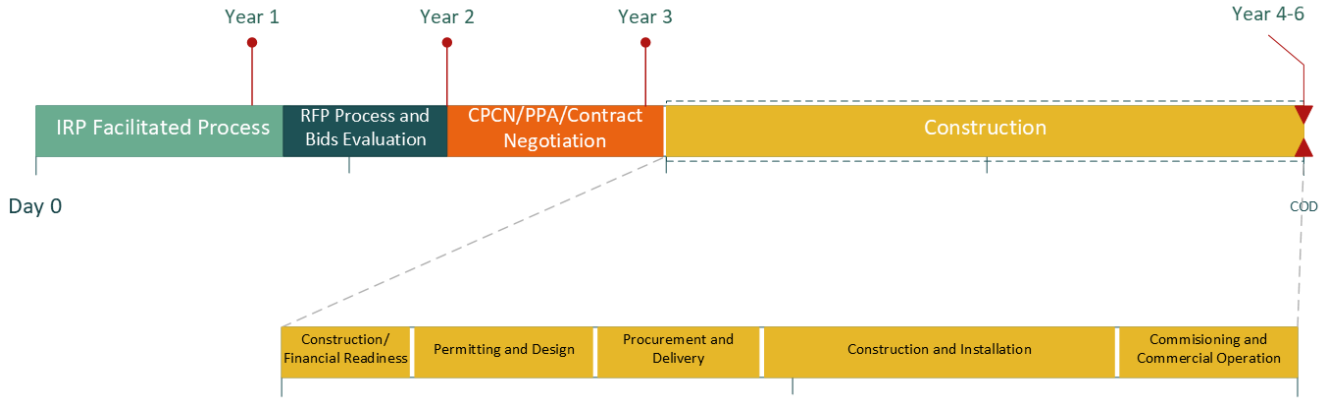 Year 1
Year 2
Year 3
Year 4-6
IRP Facilitated Process
RFP Process and
Bids Evaluation
CPCN/PPA/Contract
Negotiation
Construction
Day 0
COD
Construction/
Financial Readiness
Permitting and Design
Procurement and
Delivery
Construction and Installation
Commisioning and
Commercial Operation